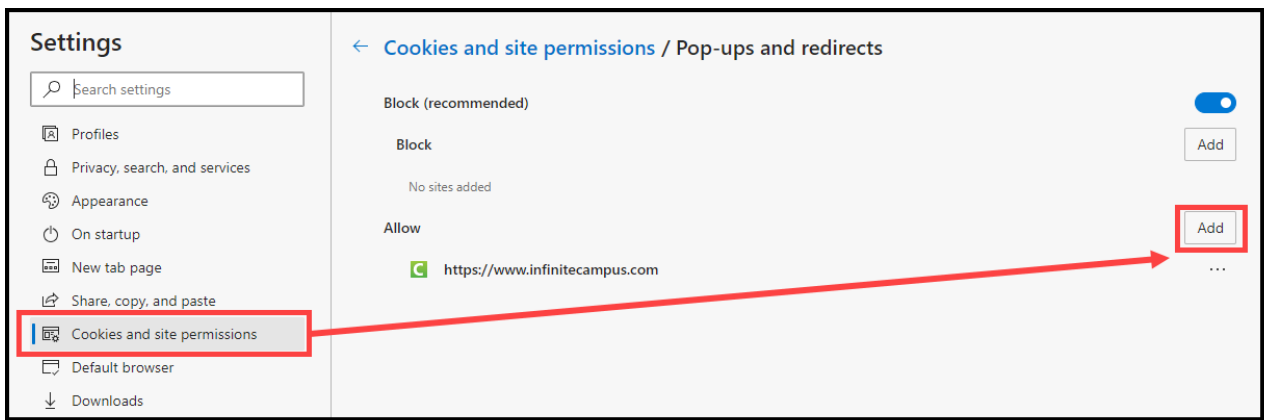 Settings
Search settings
Profiles
Privacy, search, and services
Appearance
On startup
New tab page
Share, copy, and paste
Cookies and site permissions
Default browser
Downloads
← Cookies and site permissions / Pop-ups and redirects
Block (recommended)
Block
Add
No sites added
Allow
Add
C https://www.infinitecampus.com
...